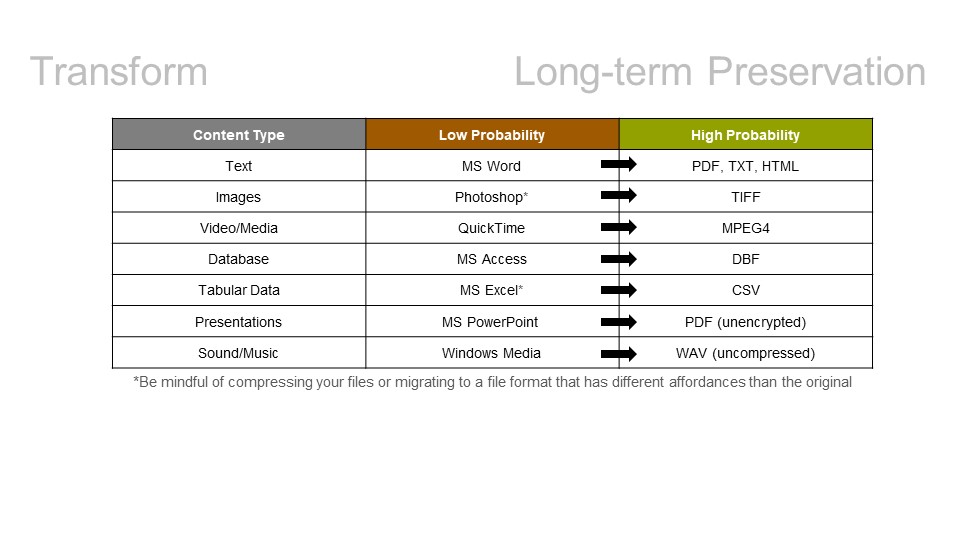 Transform Long-term Preservation
Content Type Low Probability High Probability
Text MS Word PDF, TXT, HTML
Images Photoshop* TIFF
Video/Media QuickTime MPEG4
Database MS Access DBF
Tabular Data MS Excel* CSV
Presentations MS PowerPoint PDF (unencrypted)
Sound/Music Windows Media WAV (uncompressed)
*Be mindful of compressing your files or migrating to a file format that has different affordances than the original